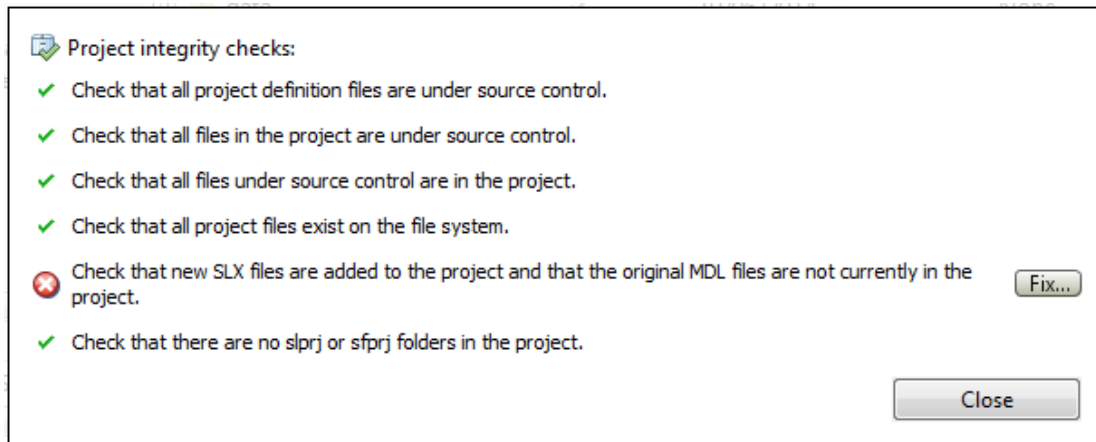 Project integrity checks:
Check that all project definition files are under source control.
Check that all files in the project are under source control.
Check that all files under source control are in the project.
Check that all project files exist on the file system.
Check that new SLX files are added to the project and that the original MDL files are not currently in the
project.
Fix...
Check that there are no slprj or sfprj folders in the project.
Close